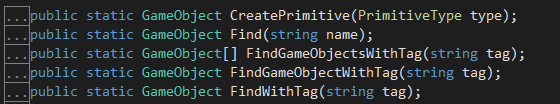 ...public static GameObject CreatePrimitive(PrimitiveType type);
...public static GameObject Find(string name);
...public static GameObject[] FindGameObjectsWithTag(string tag);
...public static GameObject FindGameObjectWithTag(string tag);
...public static GameObject FindWithTag(string tag);